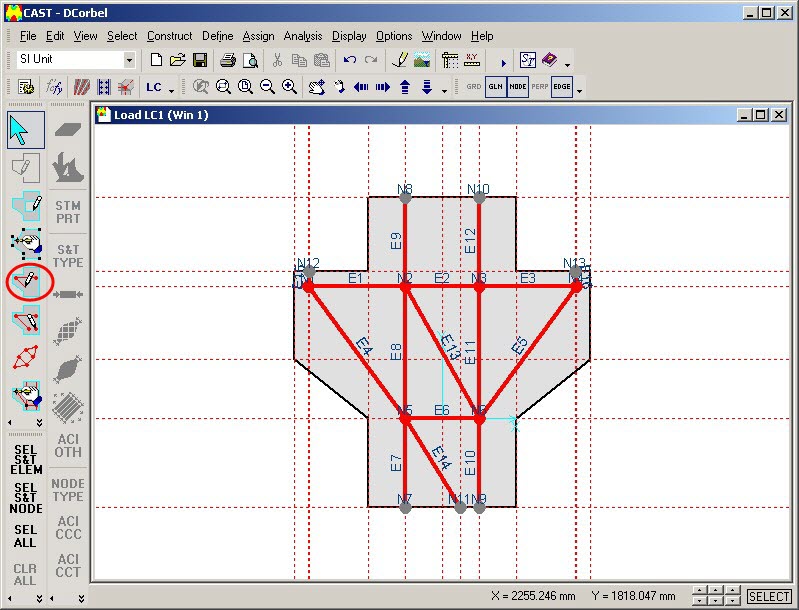 CAST - DCorbel
File Edit View Select Construct Define Assign Analysis Display Options Window Help
SI Unit
X,Y
ST
f(x)
LC
GRD GLN NODE PERP EDGE
Load LC1 (Win 1)
STM
PRT
S&T
TYPE
ACI
OTH
SEL
S&T
ELEM
NODE
TYPE
SEL
S&T
NODE
ACI
CCC
SEL
ALL
ACI
CCT
CLR
ALL
N8 N10
E9 E12
N12 N13
E1 N2 E2 N3 E3
E4 E8 E13 E11 E5
N5 E6 N6
E7 E14 E10
N7 N11 N9
X = 2255.246 mm Y = 1818.047 mm SELECT